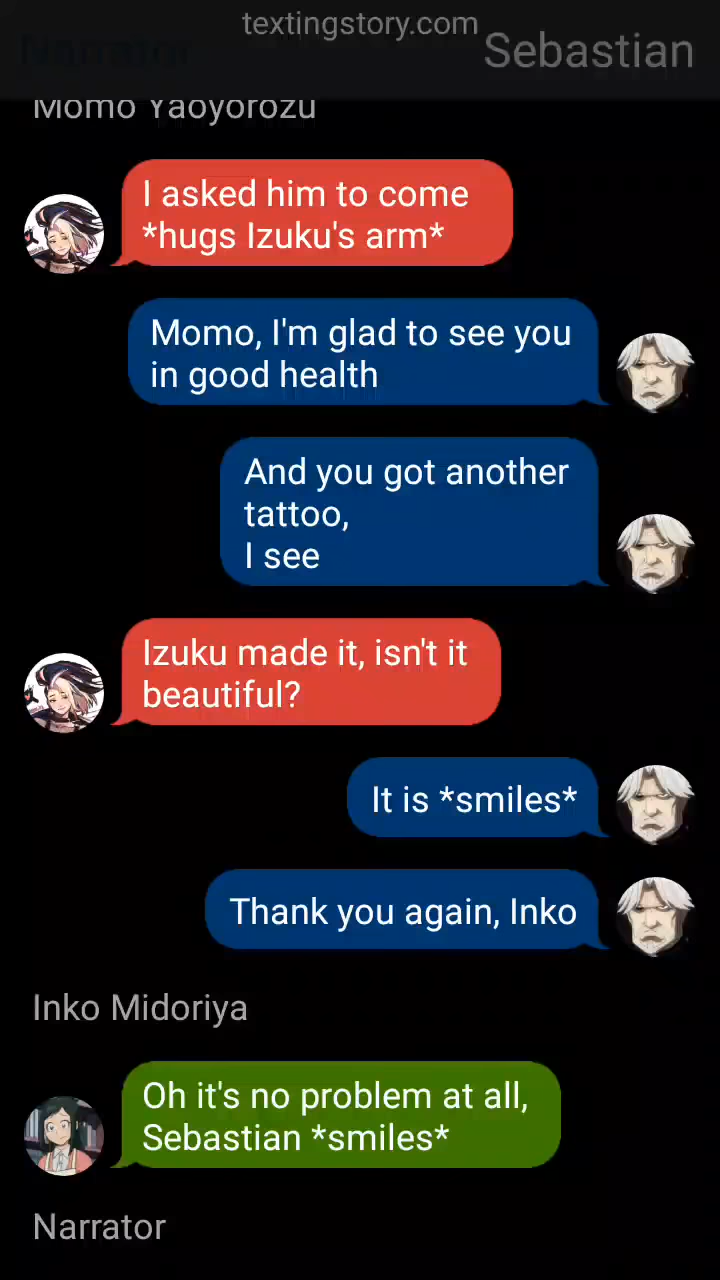 textingstory.com
Narrator
Sebastian
Momo Yaoyorozu
I asked him to come
*hugs Izuku's arm*
Momo, I'm glad to see you
in good health
And you got another
tattoo,
I see
Izuku made it, isn't it
beautiful?
It is *smiles*
Thank you again, Inko
Inko Midoriya
Oh it's no problem at all,
Sebastian *smiles*
Narrator